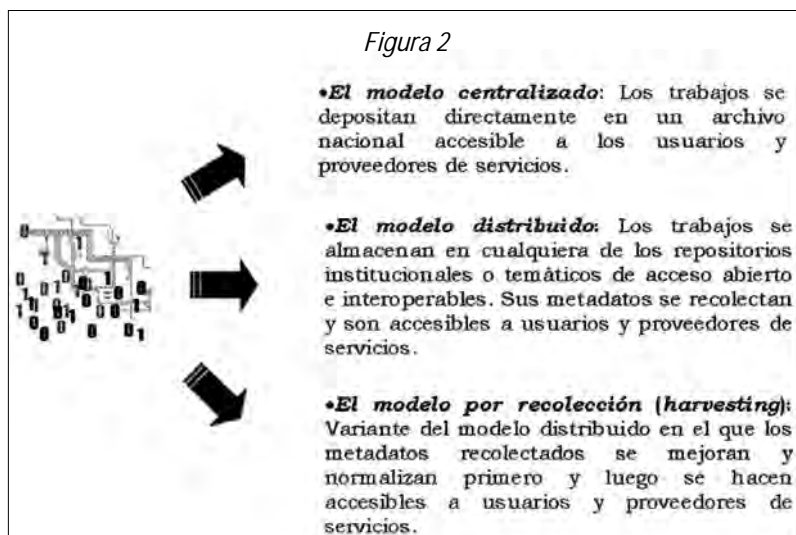 Figura 2
•El modelo centralizado: Los trabajos se
depositan directamente en un archivo
nacional accesible a los usuarios y
proveedores de servicios.
•El modelo distribuido: Los trabajos se
almacenan en cualquiera de los repositorios
institucionales o temáticos de acceso abierto
e interoperables. Sus metadatos se recolectan
y son accesibles a usuarios y proveedores de
servicios.
•El modelo por recolección (harvesting):
Variante del modelo distribuido en el que los
metadatos recolectados se mejoran y
normalizan primero y luego se hacen
accesibles a usuarios y proveedores de
servicios.